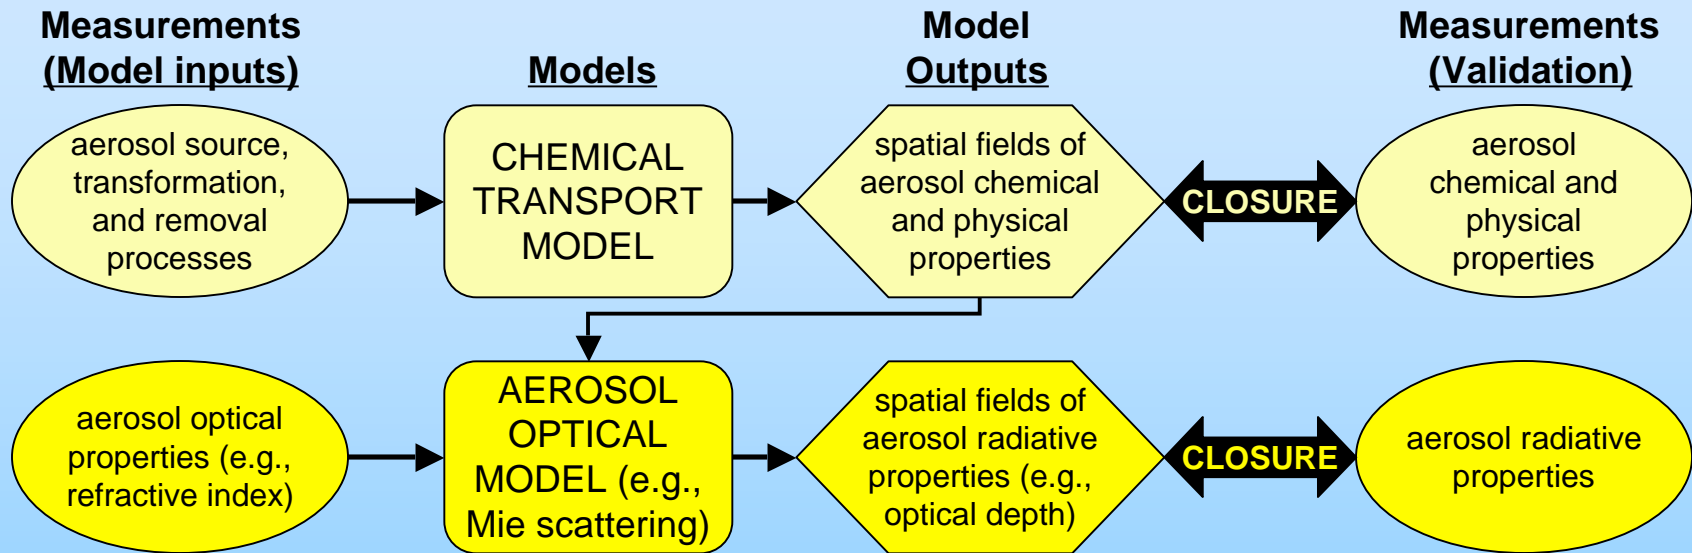 Measurements
(Model inputs)
Models
Model
Outputs
Measurements
(Validation)
aerosol source,
transformation,
and removal
processes
CHEMICAL
TRANSPORT
MODEL
spatial fields of
aerosol chemical
and physical
properties
CLOSURE
aerosol
chemical and
physical
properties
aerosol optical
properties (e.g.,
refractive index)
AEROSOL
OPTICAL
MODEL (e.g.,
Mie scattering)
spatial fields of
aerosol radiative
properties (e.g.,
optical depth)
CLOSURE
aerosol radiative
properties